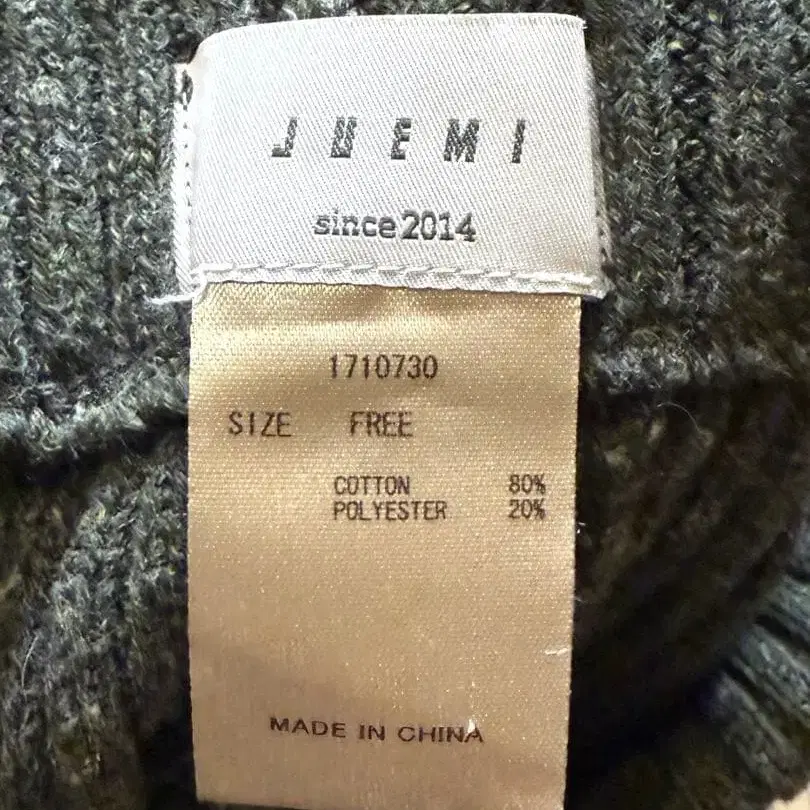 JUEMI
since2014
1710730
SIZE FREE
COTTON 80%
POLYESTER 20%
MADE IN CHINA